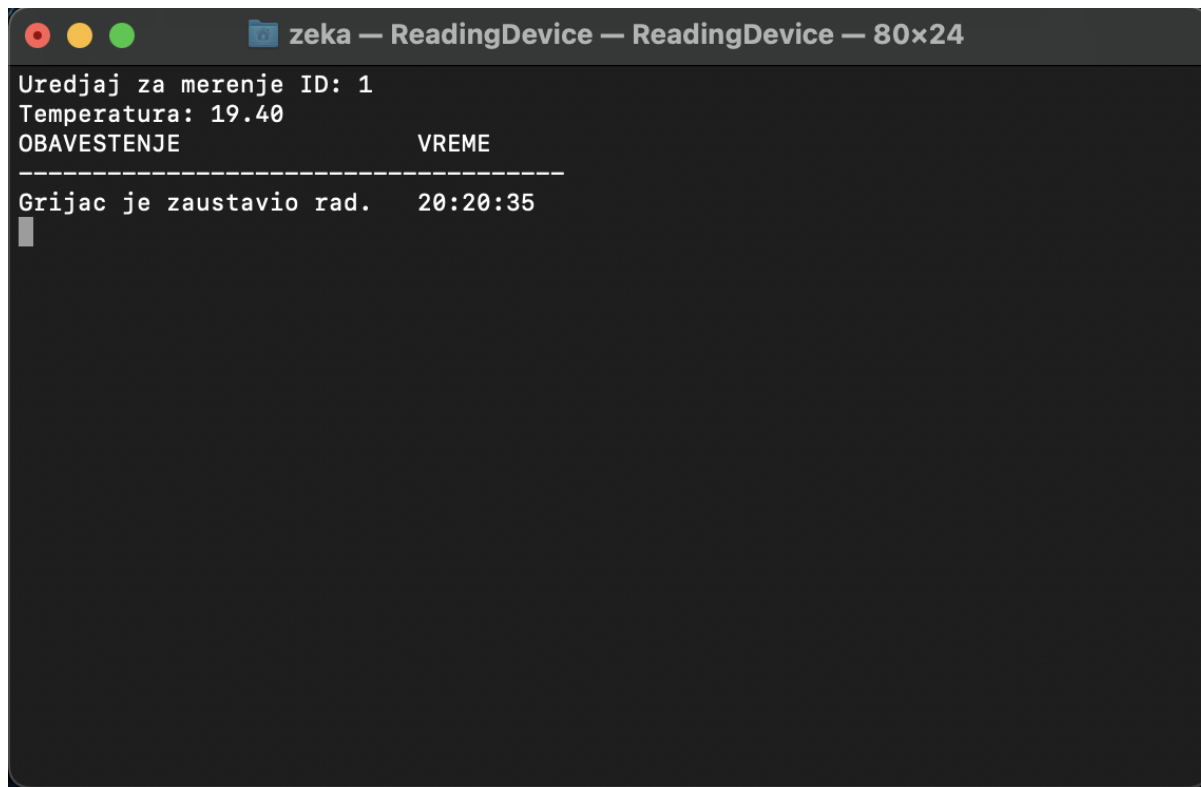 zeka — ReadingDevice — ReadingDevice — 80×24
Uredjaj za merenje ID: 1
Temperatura: 19.40
OBAVESTENJE                VREME
-------------------------------------
Grijac je zaustavio rad.   20:20:35